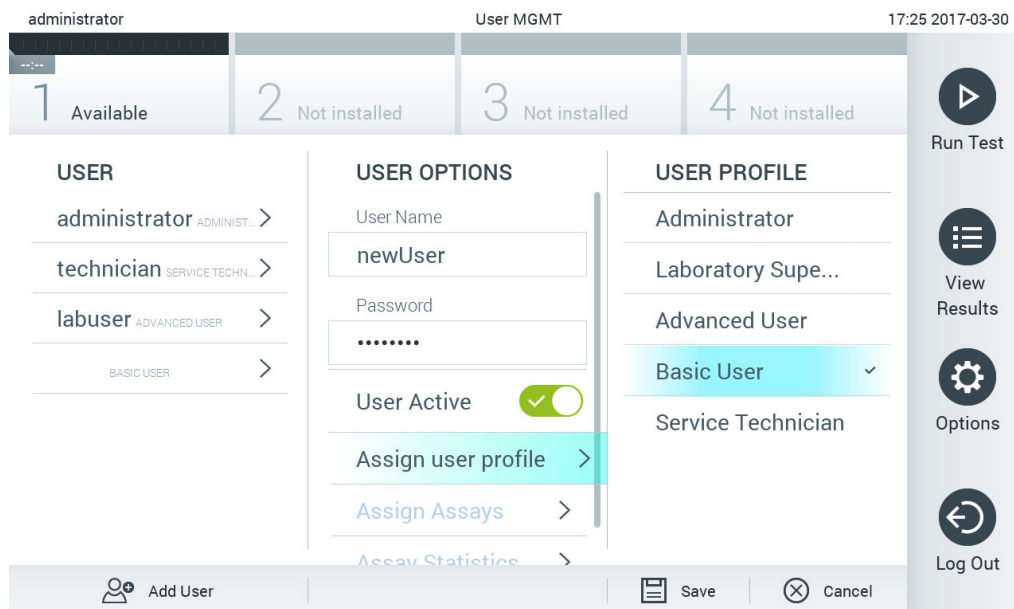 administrator User MGMT 17:25 2017-03-30
--:--
1 Available 2 Not installed 3 Not installed 4 Not installed
Run Test
USER
administrator ADMINIST...
technician SERVICE TECHN...
labuser ADVANCED USER
BASIC USER
USER OPTIONS
User Name
newUser
Password
••••••••
User Active
Assign user profile
Assign Assays
Assay Statistics
USER PROFILE
Administrator
Laboratory Supe...
Advanced User
Basic User
Service Technician
View
Results
Options
Log Out
Add User Save Cancel